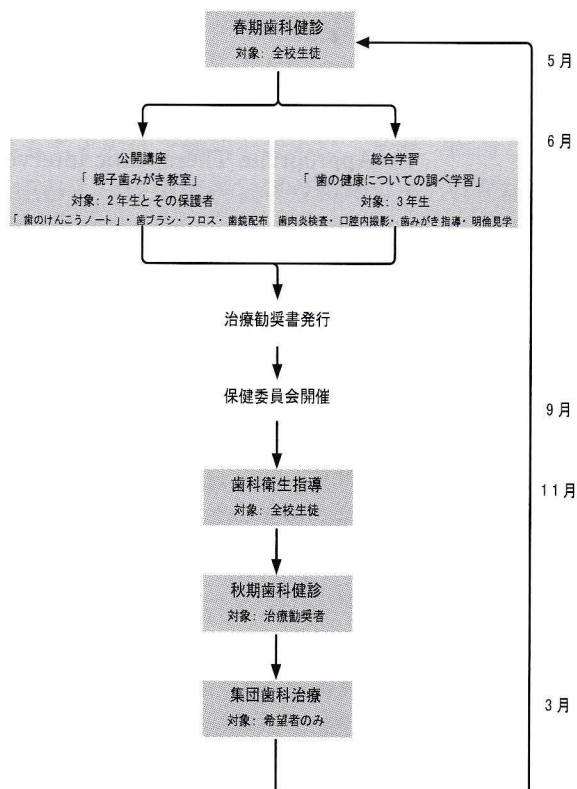 春期歯科健診
対象: 全校生徒
5月
6月
公開講座
「親子歯みがき教室」
対象: 2年生とその保護者
「歯のけんこうノート」・歯ブラシ・フロス・歯鏡配布
総合学習
「歯の健康についての調べ学習」
対象: 3年生
歯肉炎検査・口腔内撮影・歯みがき指導・明倫見学
治療勧奨書発行
保健委員会開催
9月
歯科衛生指導
対象: 全校生徒
11月
秋期歯科健診
対象: 治療勧奨者
集団歯科治療
対象: 希望者のみ
3月